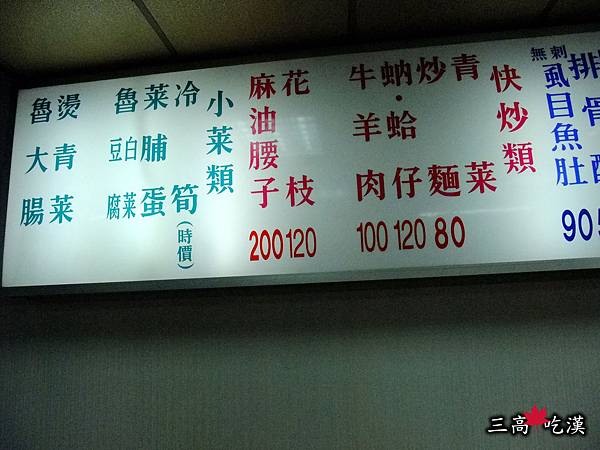 排骨
無刺
虱目魚肚
90
快炒類
青菜
炒麵
80
蚋·蛤仔
120
牛·羊肉
100
花枝
120
麻油腰子
200
小菜類
冷筍
(時價)
菜脯蛋
魯白菜
豆腐
燙青菜
魯大腸
三高 吃漢